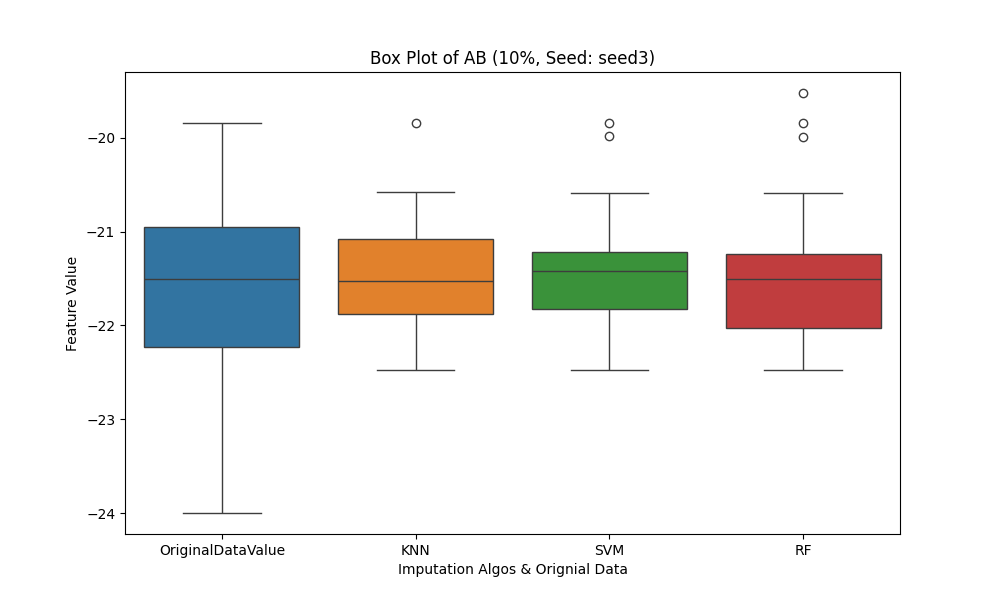 Box Plot of AB (10%, Seed: seed3)
Feature Value
−20
−21
−22
−23
−24
OriginalDataValue
KNN
SVM
RF
Imputation Algos & Orignial Data